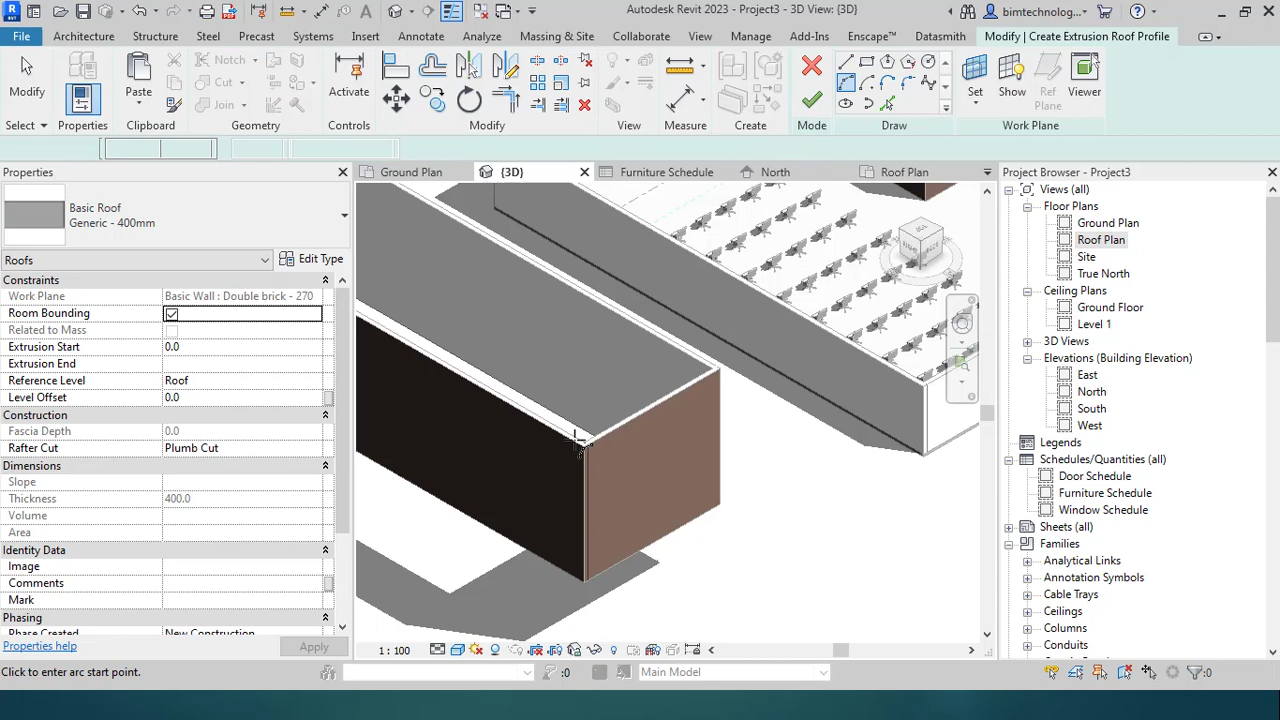 Autodesk Revit 2023 - Project3 - 3D View: {3D}
bimtechnolog...
File Architecture Structure Steel Precast Systems Insert Annotate Analyze Massing & Site Collaborate View Manage Add-Ins Enscape™ Datasmith Modify | Create Extrusion Roof Profile
Modify Paste Notch Cut Join Activate Set Show Ref Plane Viewer
Select Properties Clipboard Geometry Controls Modify View Measure Create Mode Draw Work Plane
Properties
Ground Plan {3D} Furniture Schedule North Roof Plan
Project Browser - Project3
Basic Roof
Generic - 400mm
Roofs Edit Type
Constraints
Work Plane Basic Wall : Double brick - 270
Room Bounding
Related to Mass
Extrusion Start 0.0
Extrusion End
Reference Level Roof
Level Offset 0.0
Construction
Fascia Depth 0.0
Rafter Cut Plumb Cut
Dimensions
Slope
Thickness 400.0
Volume
Area
Identity Data
Image
Comments
Mark
Phasing
Phase Created New Construction
Properties help Apply
Views (all)
Floor Plans
Ground Plan
Roof Plan
Site
True North
Ceiling Plans
Ground Floor
Level 1
3D Views
Elevations (Building Elevation)
East
North
South
West
Legends
Schedules/Quantities (all)
Door Schedule
Furniture Schedule
Window Schedule
Sheets (all)
Families
Analytical Links
Annotation Symbols
Cable Trays
Ceilings
Columns
Conduits
1 : 100
Click to enter arc start point. :0 Main Model :0